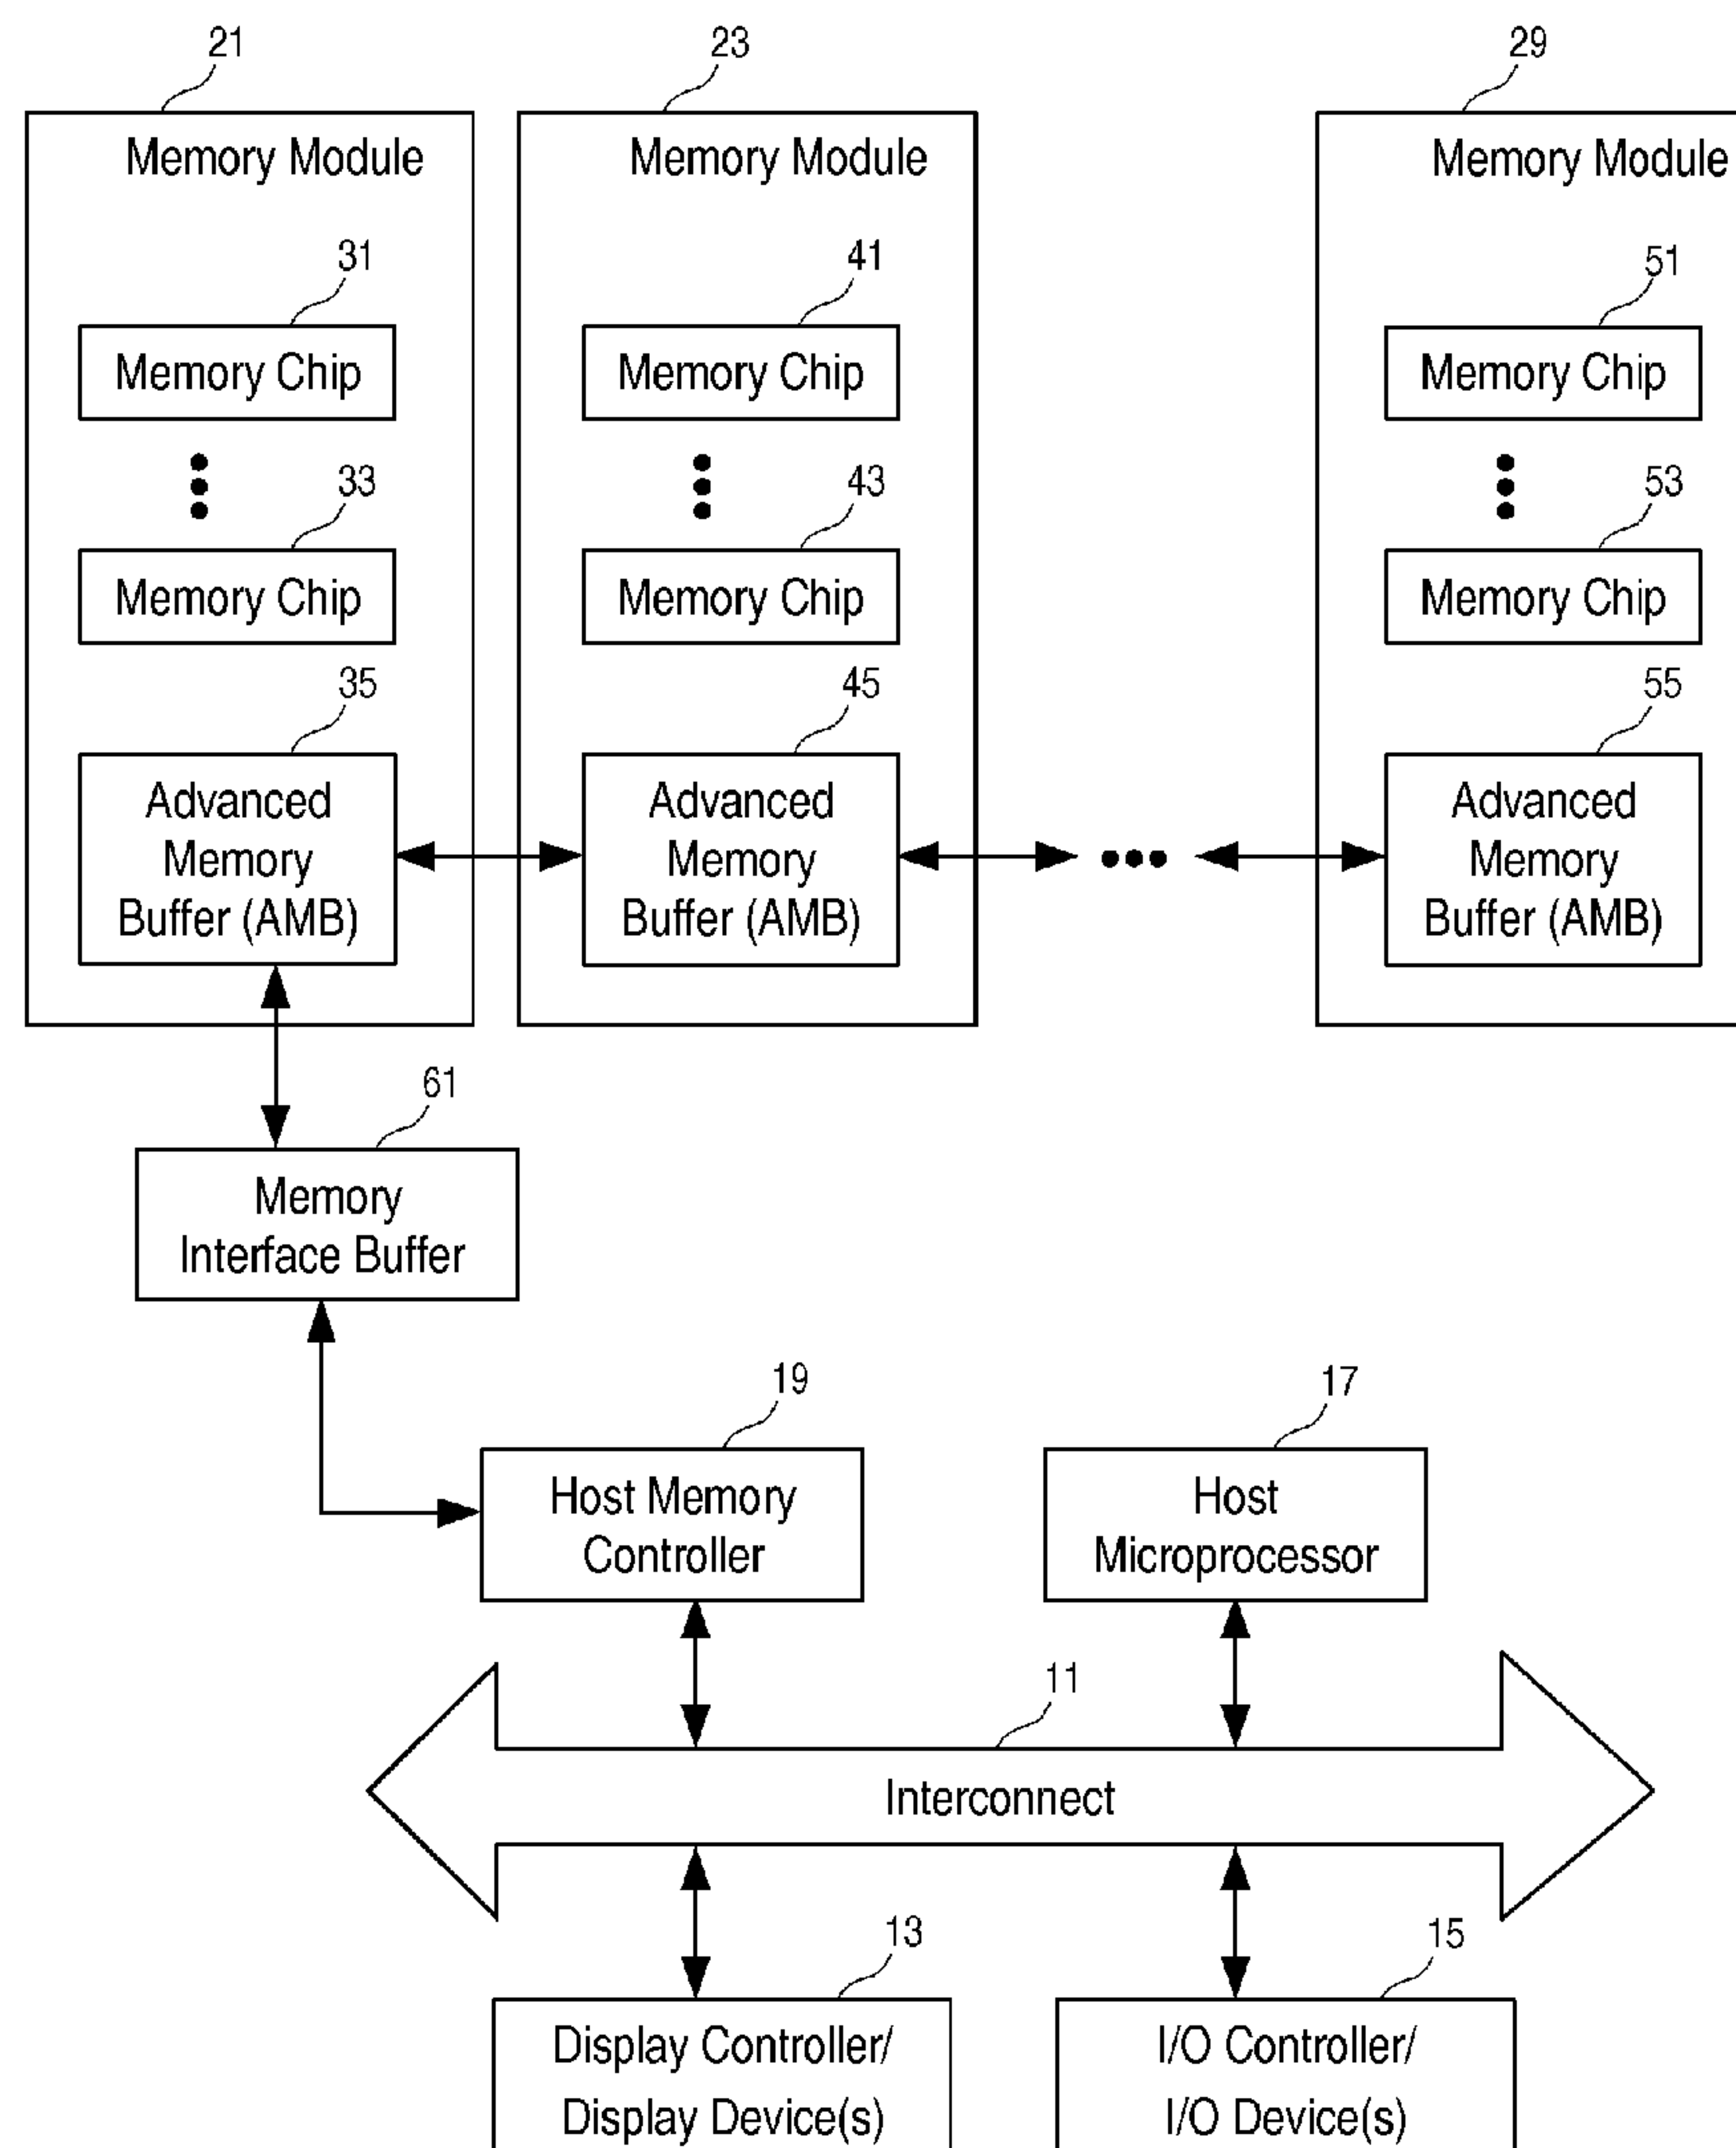 21
23
29
Memory Module
Memory Module
Memory Module
31
41
51
Memory Chip
Memory Chip
Memory Chip
33
43
53
Memory Chip
Memory Chip
Memory Chip
35
45
55
Advanced
Memory
Buffer (AMB)
Advanced
Memory
Buffer (AMB)
Advanced
Memory
Buffer (AMB)
61
Memory
Interface Buffer
19
17
Host Memory
Controller
Host
Microprocessor
11
Interconnect
13
15
Display Controller/
Display Device(s)
I/O Controller/
I/O Device(s)